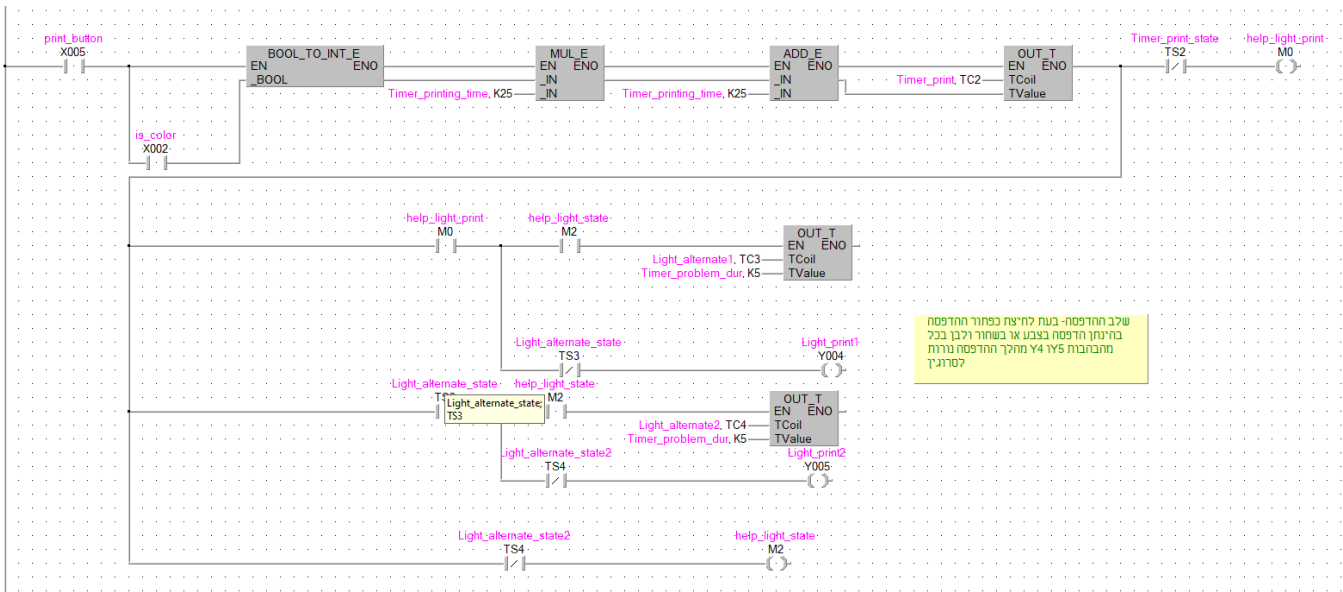 print_button
X005
BOOL_TO_INT_E
EN ENO
_BOOL
MUL_E
EN ENO
_IN
Timer_printing_time, K25
_IN
ADD_E
EN ENO
_IN
Timer_printing_time, K25
_IN
OUT_T
EN ENO
Timer_print, TC2
TCoil
TValue
Timer_print_state
TS2
help_light_print
M0
is_color
X002
help_light_print
M0
help_light_state
M2
OUT_T
EN ENO
Light_alternate1, TC3
TCoil
Timer_problem_dur, K5
TValue
שלב ההדפסה- בעת לחיצת כפתור ההדפסה
בהינתן הדפסה בצבע או בשחור ולבן בכל
מהלך ההדפסה נורות Y4 וY5 מהבהבות
לסרוגין
Light_alternate_state
TS3
Light_print1
Y004
Light_alternate_state
Light_alternate_state;
TS3
help_light_state
M2
OUT_T
EN ENO
Light_alternate2, TC4
TCoil
Timer_problem_dur, K5
TValue
Light_alternate_state2
TS4
Light_print2
Y005
Light_alternate_state2
TS4
help_light_state
M2